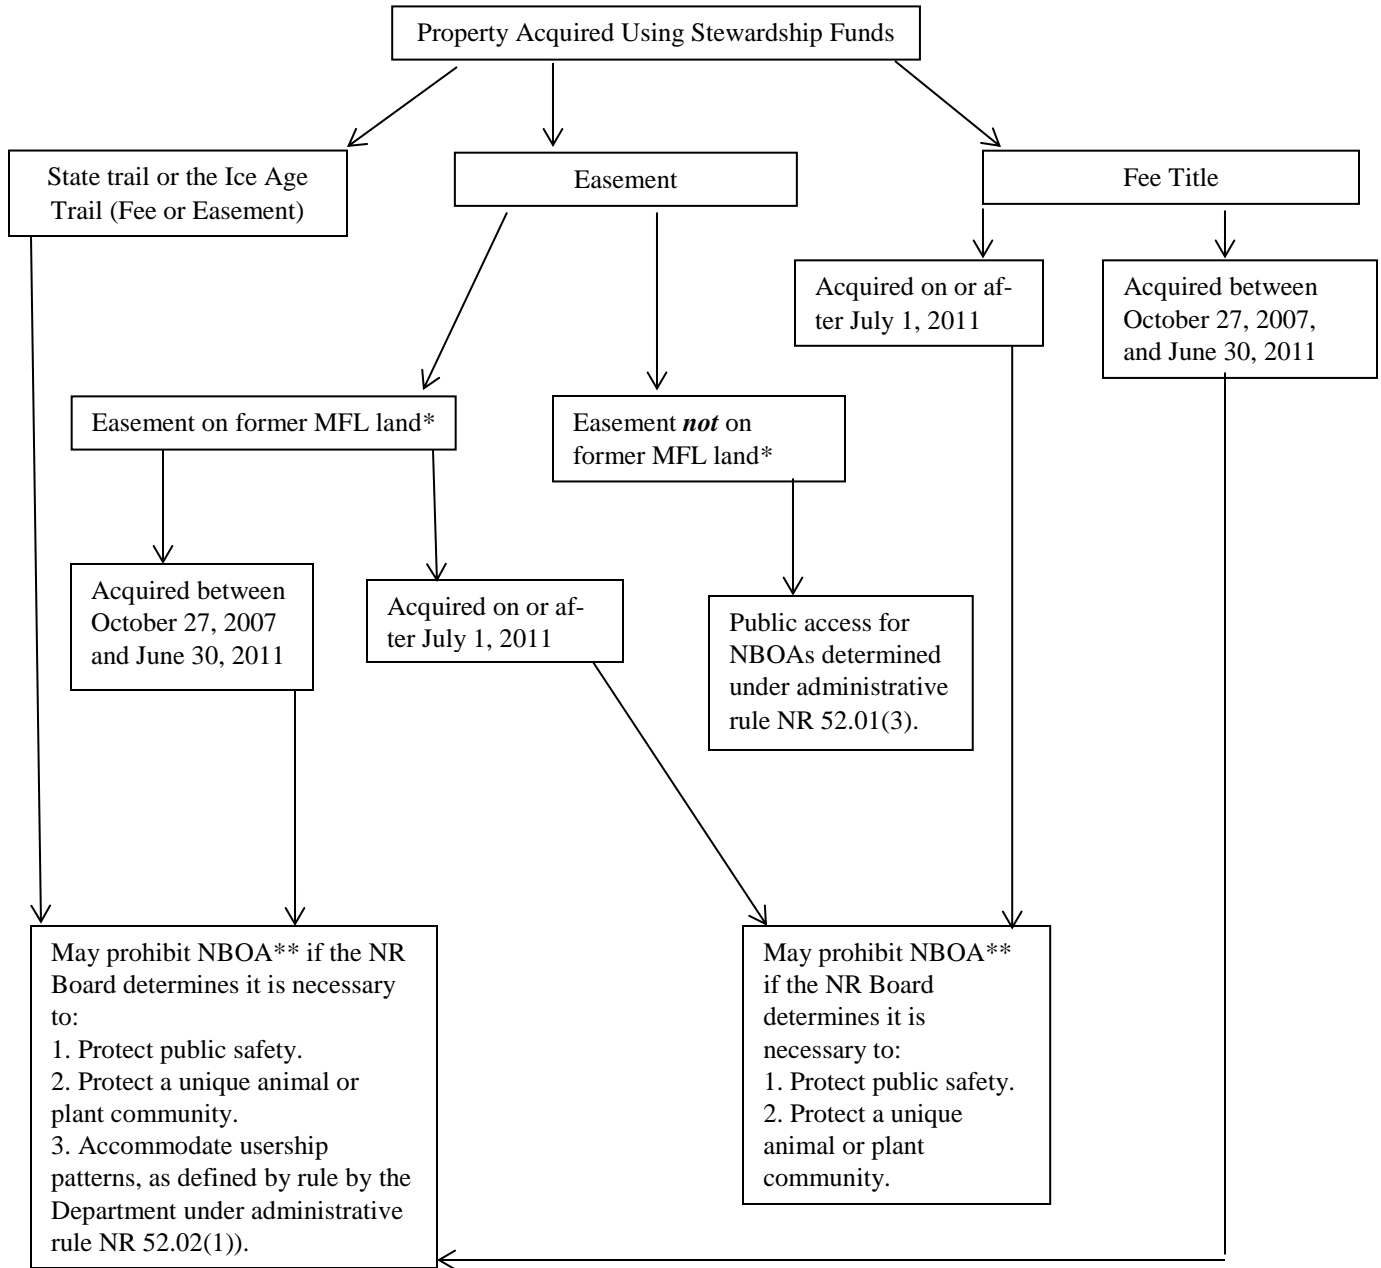 Property Acquired Using Stewardship Funds
State trail or the Ice Age
Trail (Fee or Easement)
Easement
Fee Title
Acquired on or af-
ter July 1, 2011
Acquired between
October 27, 2007,
and June 30, 2011
Easement on former MFL land*
Easement not on
former MFL land*
Acquired between
October 27, 2007
and June 30, 2011
Acquired on or af-
ter July 1, 2011
Public access for
NBOAs determined
under administrative
rule NR 52.01(3).
May prohibit NBOA** if the NR
Board determines it is necessary
to:
1. Protect public safety.
2. Protect a unique animal or
plant community.
3. Accommodate usership
patterns, as defined by rule by the
Department under administrative
rule NR 52.02(1)).
May prohibit NBOA**
if the NR Board
determines it is
necessary to:
1. Protect public safety.
2. Protect a unique
animal or plant
community.